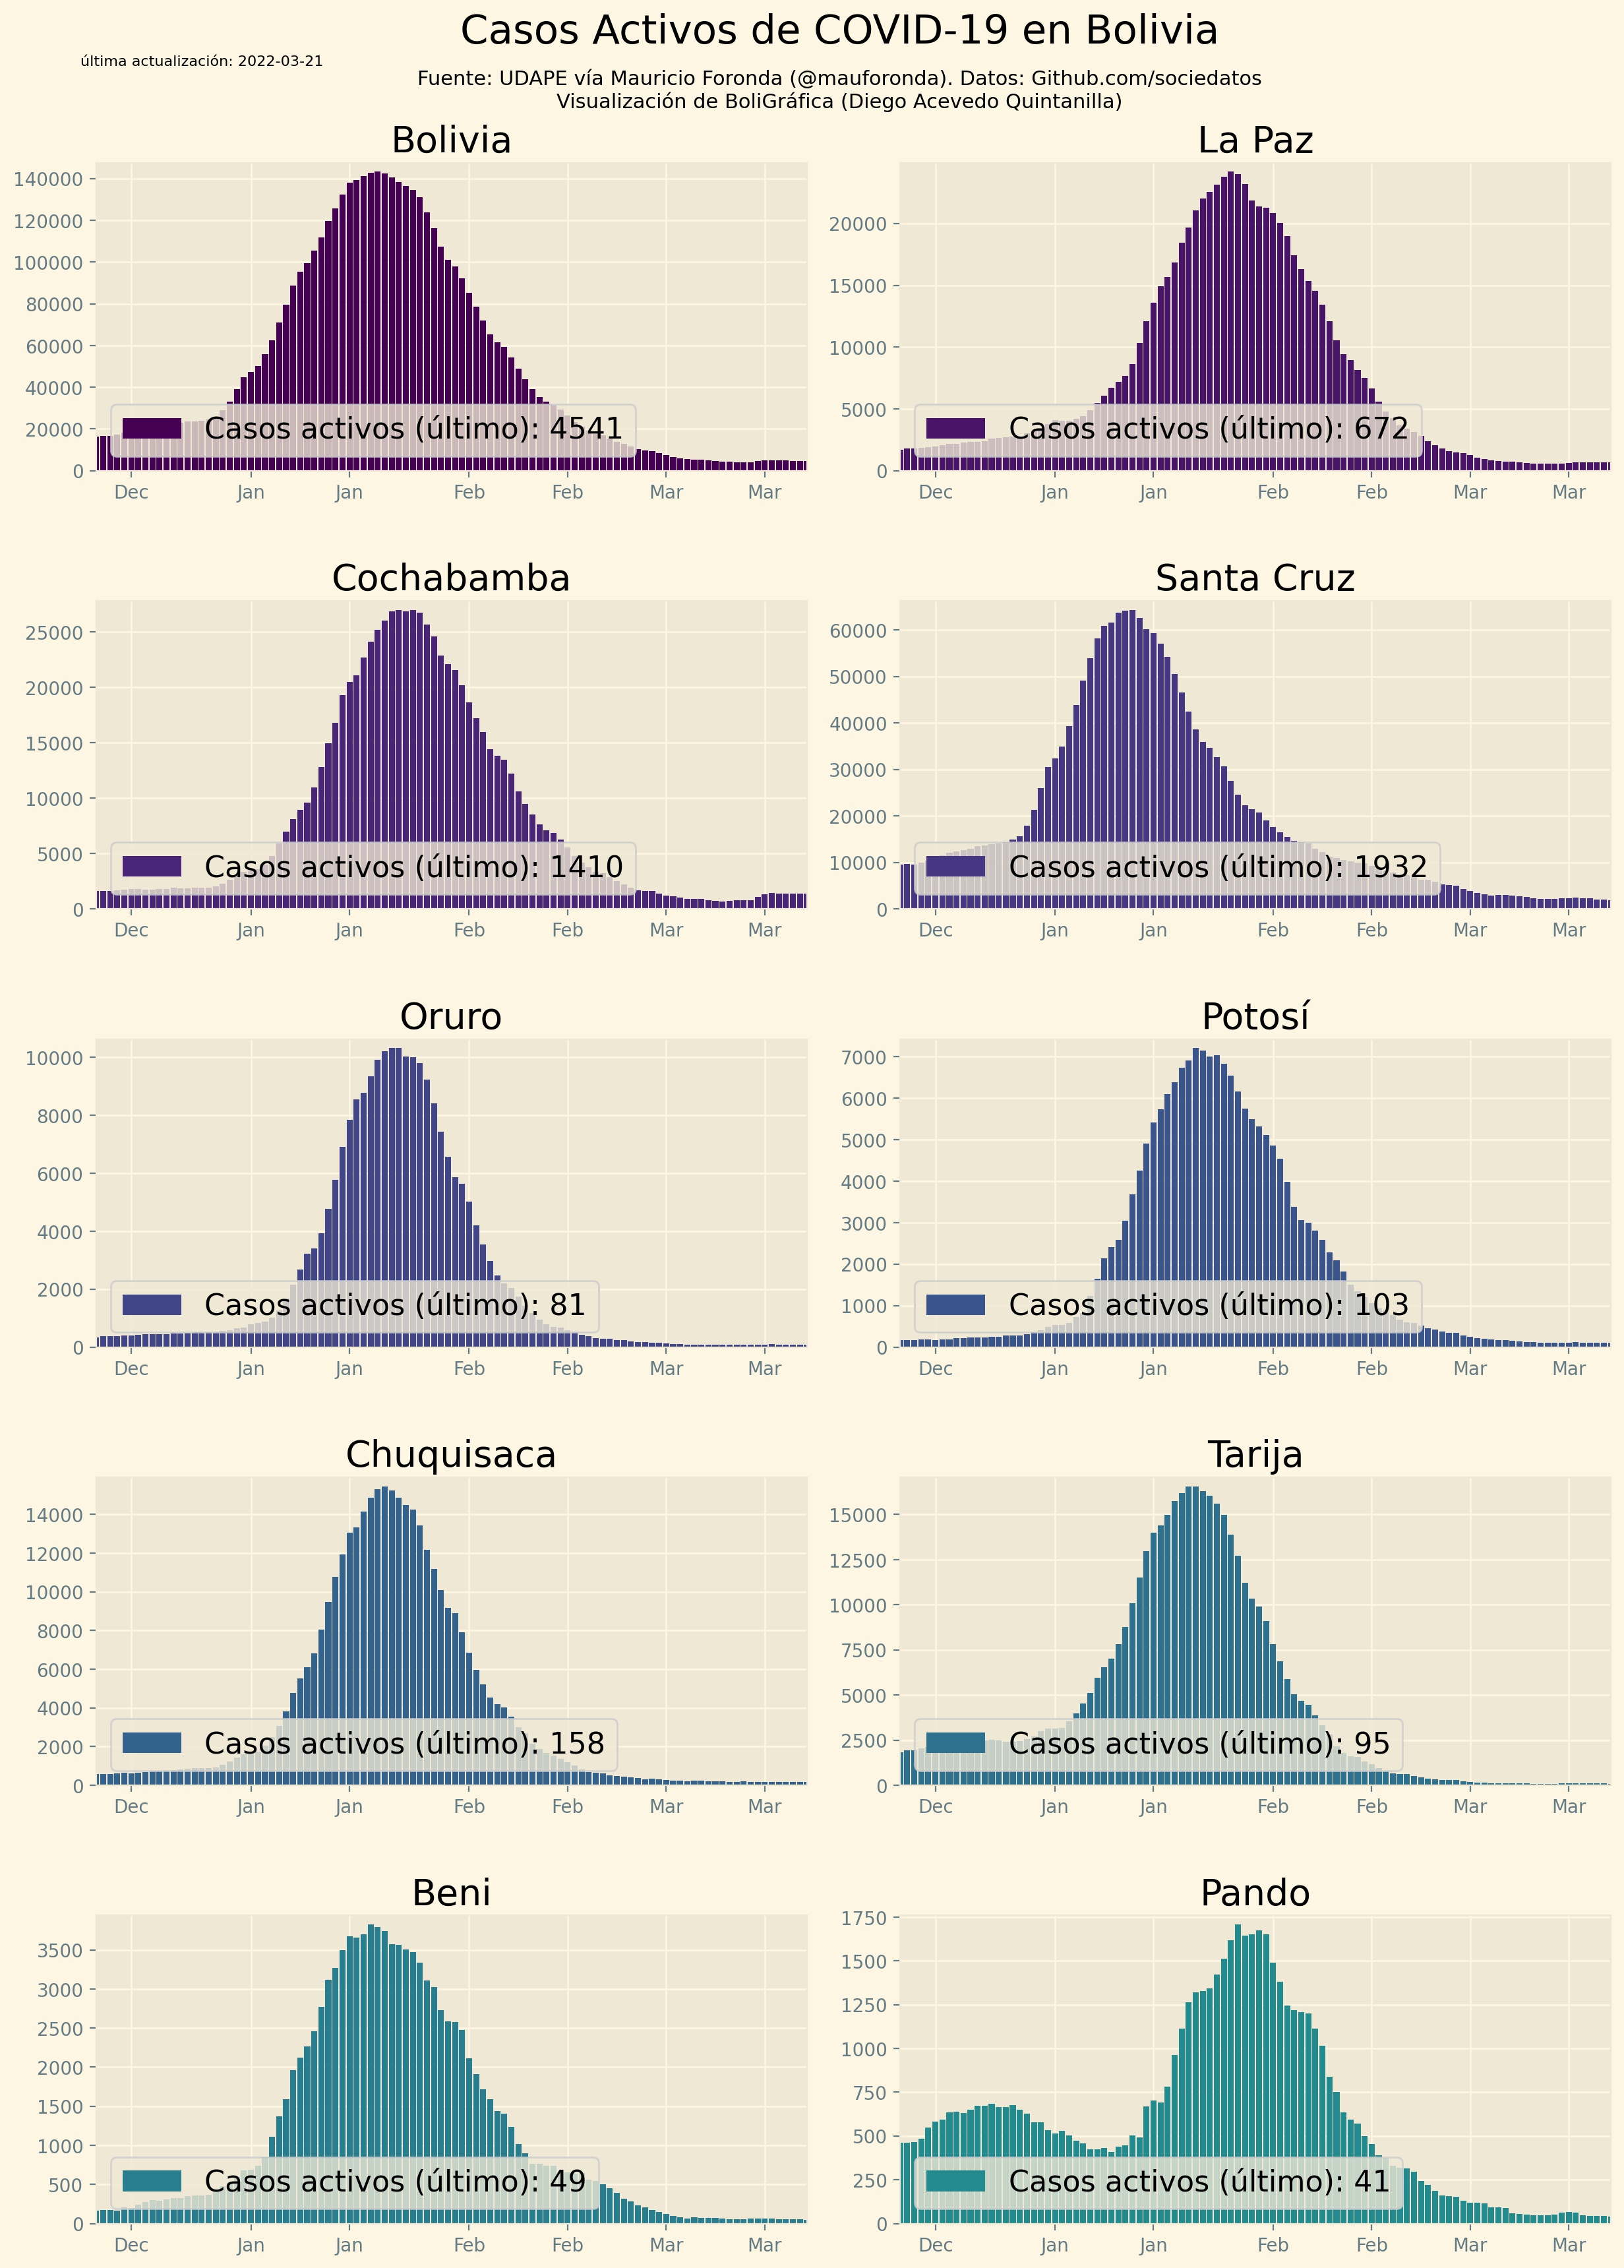 Casos Activos de COVID-19 en Bolivia
última actualización: 2022-03-21
Fuente: UDAPE vía Mauricio Foronda (@mauforonda). Datos: Github.com/sociedatos
Visualización de BoliGráfica (Diego Acevedo Quintanilla)
Bolivia
140000
120000
100000
80000
60000
40000
20000
0
Casos activos (último): 4541
Dec Jan Jan Feb Feb Mar Mar
La Paz
20000
15000
10000
5000
0
Casos activos (último): 672
Dec Jan Jan Feb Feb Mar Mar
Cochabamba
25000
20000
15000
10000
5000
0
Casos activos (último): 1410
Dec Jan Jan Feb Feb Mar Mar
Santa Cruz
60000
50000
40000
30000
20000
10000
0
Casos activos (último): 1932
Dec Jan Jan Feb Feb Mar Mar
Oruro
10000
8000
6000
4000
2000
0
Casos activos (último): 81
Dec Jan Jan Feb Feb Mar Mar
Potosí
7000
6000
5000
4000
3000
2000
1000
0
Casos activos (último): 103
Dec Jan Jan Feb Feb Mar Mar
Chuquisaca
14000
12000
10000
8000
6000
4000
2000
0
Casos activos (último): 158
Dec Jan Jan Feb Feb Mar Mar
Tarija
15000
12500
10000
7500
5000
2500
0
Casos activos (último): 95
Dec Jan Jan Feb Feb Mar Mar
Beni
3500
3000
2500
2000
1500
1000
500
0
Casos activos (último): 49
Dec Jan Jan Feb Feb Mar Mar
Pando
1750
1500
1250
1000
750
500
250
0
Casos activos (último): 41
Dec Jan Jan Feb Feb Mar Mar